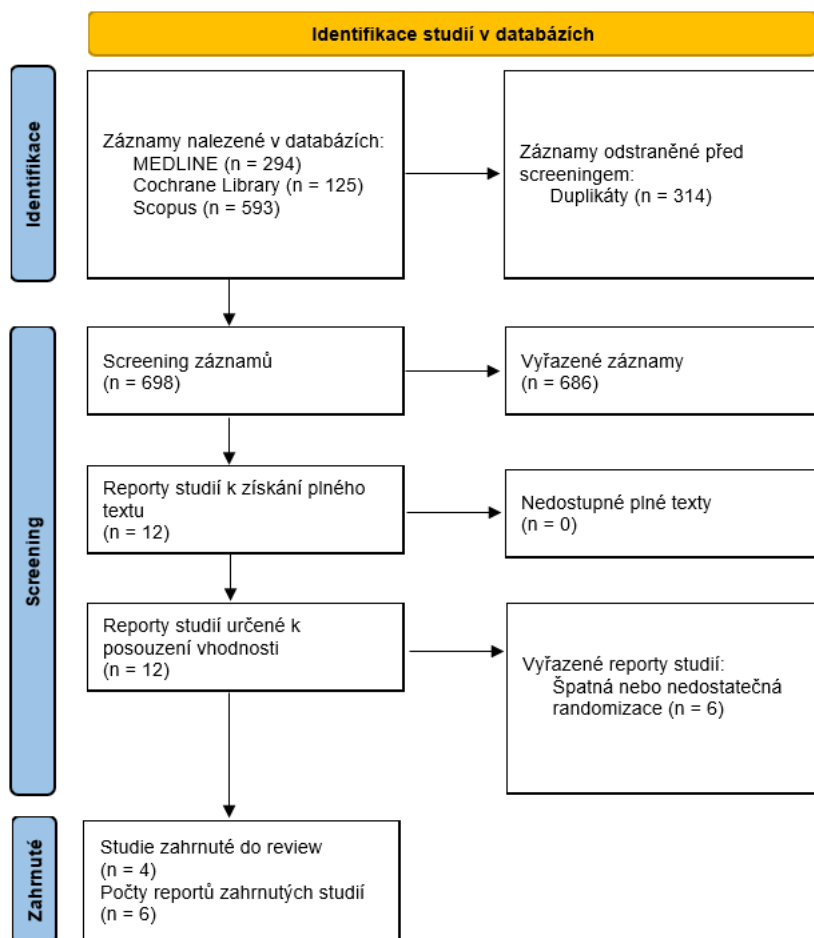 Identifikace studií v databázích
Identifikace
Záznamy nalezené v databázích:
MEDLINE (n = 294)
Cochrane Library (n = 125)
Scopus (n = 593)
Záznamy odstraněné před
screeningem:
Duplikáty (n = 314)
Screening
Screening záznamů
(n = 698)
Vyřazené záznamy
(n = 686)
Reporty studií k získání plného
textu
(n = 12)
Nedostupné plné texty
(n = 0)
Reporty studií určené k
posouzení vhodnosti
(n = 12)
Vyřazené reporty studií:
Špatná nebo nedostatečná
randomizace (n = 6)
Zahrnuté
Studie zahrnuté do review
(n = 4)
Počty reportů zahrnutých studií
(n = 6)